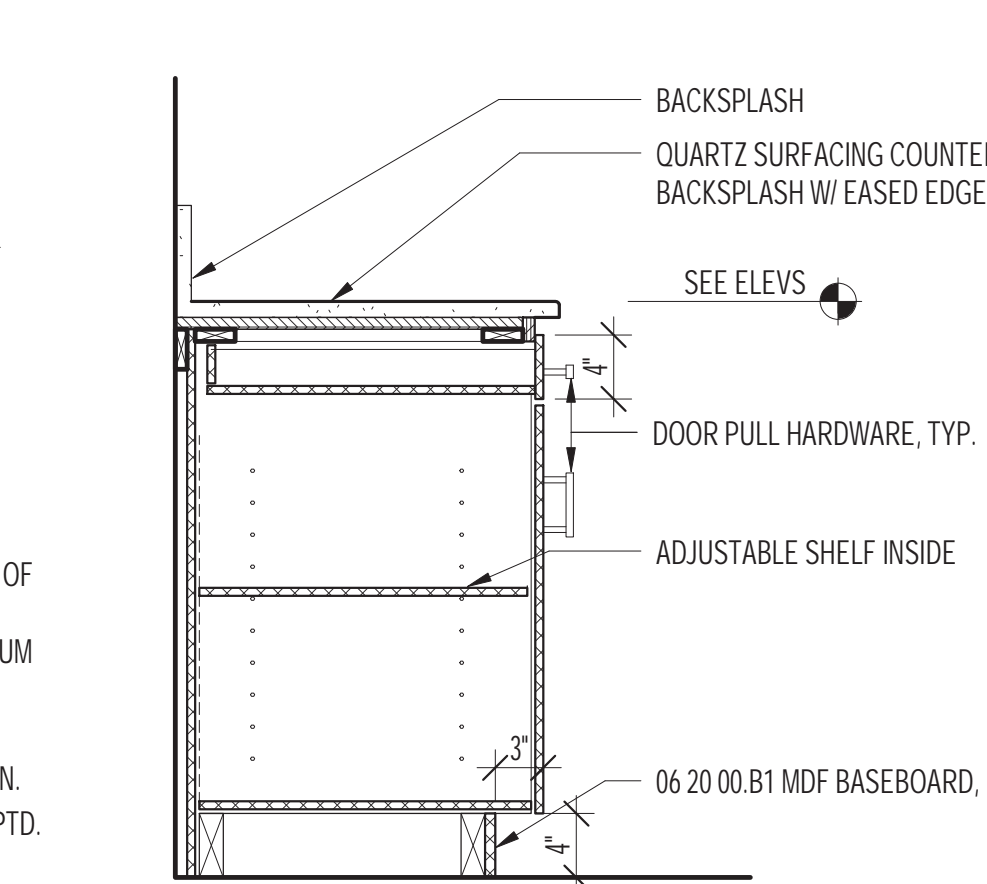 BACKSPLASH
QUARTZ SURFACING COUNTE
BACKSPLASH W/ EASED EDGE
SEE ELEVS
4"
DOOR PULL HARDWARE, TYP.
ADJUSTABLE SHELF INSIDE
OF
UM
3"
N.
06 20 00.B1 MDF BASEBOARD,
PTD.
4"